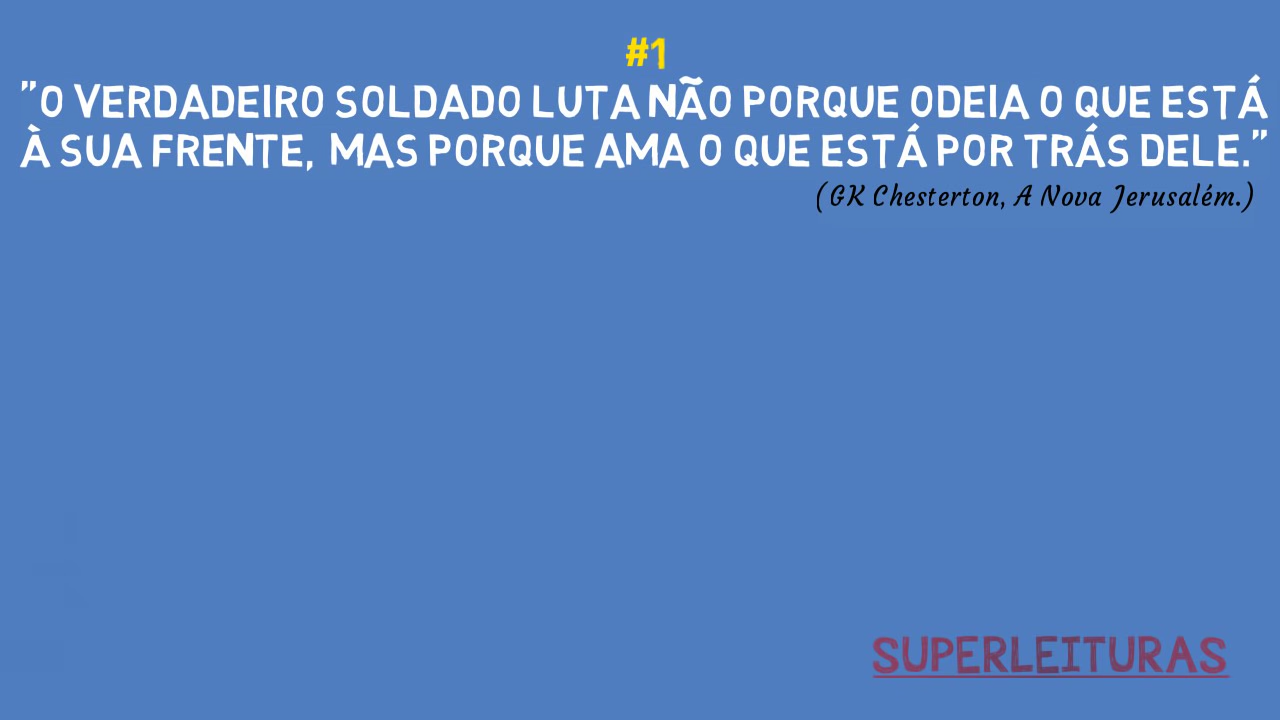 #1
"O VERDADEIRO SOLDADO LUTA NÃO PORQUE ODEIA O QUE ESTÁ
À SUA FRENTE, MAS PORQUE AMA O QUE ESTÁ POR TRÁS DELE."
(GK Chesterton, A Nova Jerusalém.)
SUPERLEITURAS